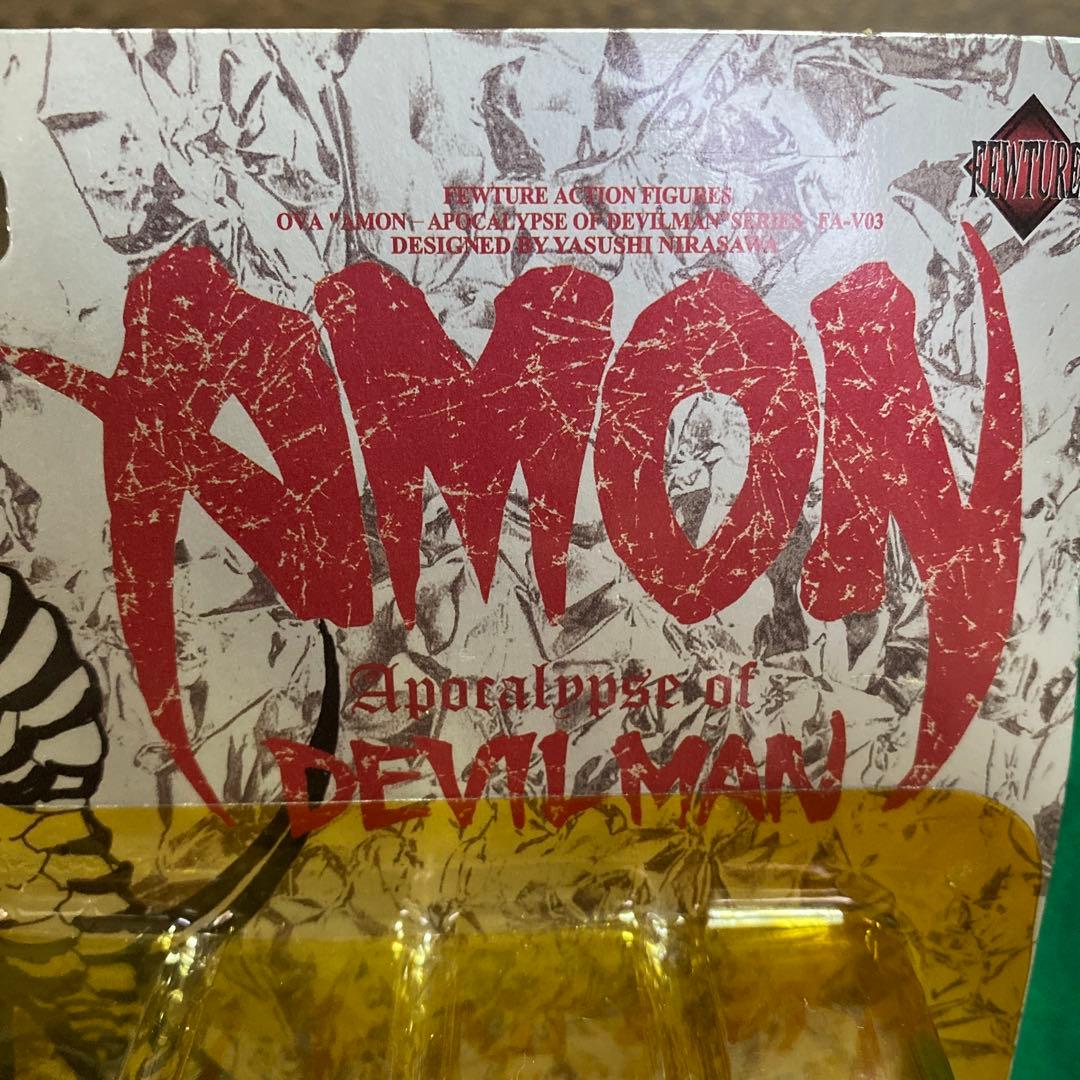 FEWTURE
FEWTURE ACTION FIGURES
OVA "AMON – APOCALYPSE OF DEVILMAN" SERIES FA-V03
DESIGNED BY YASUSHI NIRASAWA
AMON
Apocalypse of
DEVILMAN